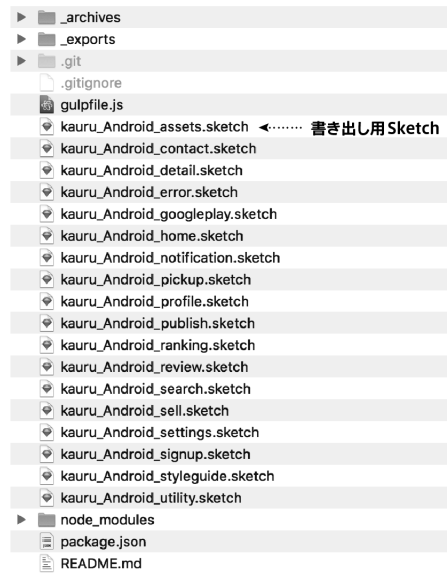 _archives
_exports
.git
.gitignore
gulpfile.js
kauru_Android_assets.sketch 書き出し用Sketch
kauru_Android_contact.sketch
kauru_Android_detail.sketch
kauru_Android_error.sketch
kauru_Android_googleplay.sketch
kauru_Android_home.sketch
kauru_Android_notification.sketch
kauru_Android_pickup.sketch
kauru_Android_profile.sketch
kauru_Android_publish.sketch
kauru_Android_ranking.sketch
kauru_Android_review.sketch
kauru_Android_search.sketch
kauru_Android_sell.sketch
kauru_Android_settings.sketch
kauru_Android_signup.sketch
kauru_Android_styleguide.sketch
kauru_Android_utility.sketch
node_modules
package.json
README.md